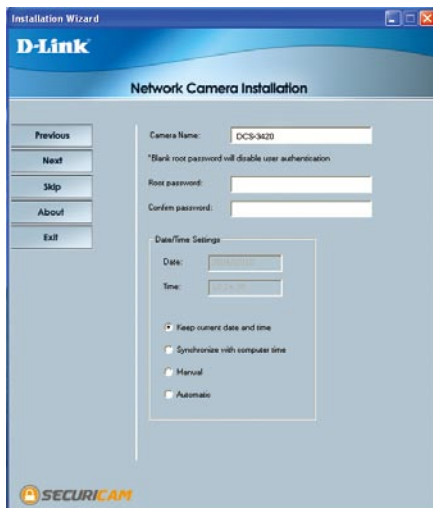 Installation Wizard
D-Link
Network Camera Installation
Previous
Next
Skip
About
Exit
Camera Name: DCS-3420
*Blank root password will disable user authentication
Root password:
Confirm password:
Date/Time Settings
Date:
Time:
Keep current date and time
Synchronize with computer time
Manual
Automatic
SECURICAM